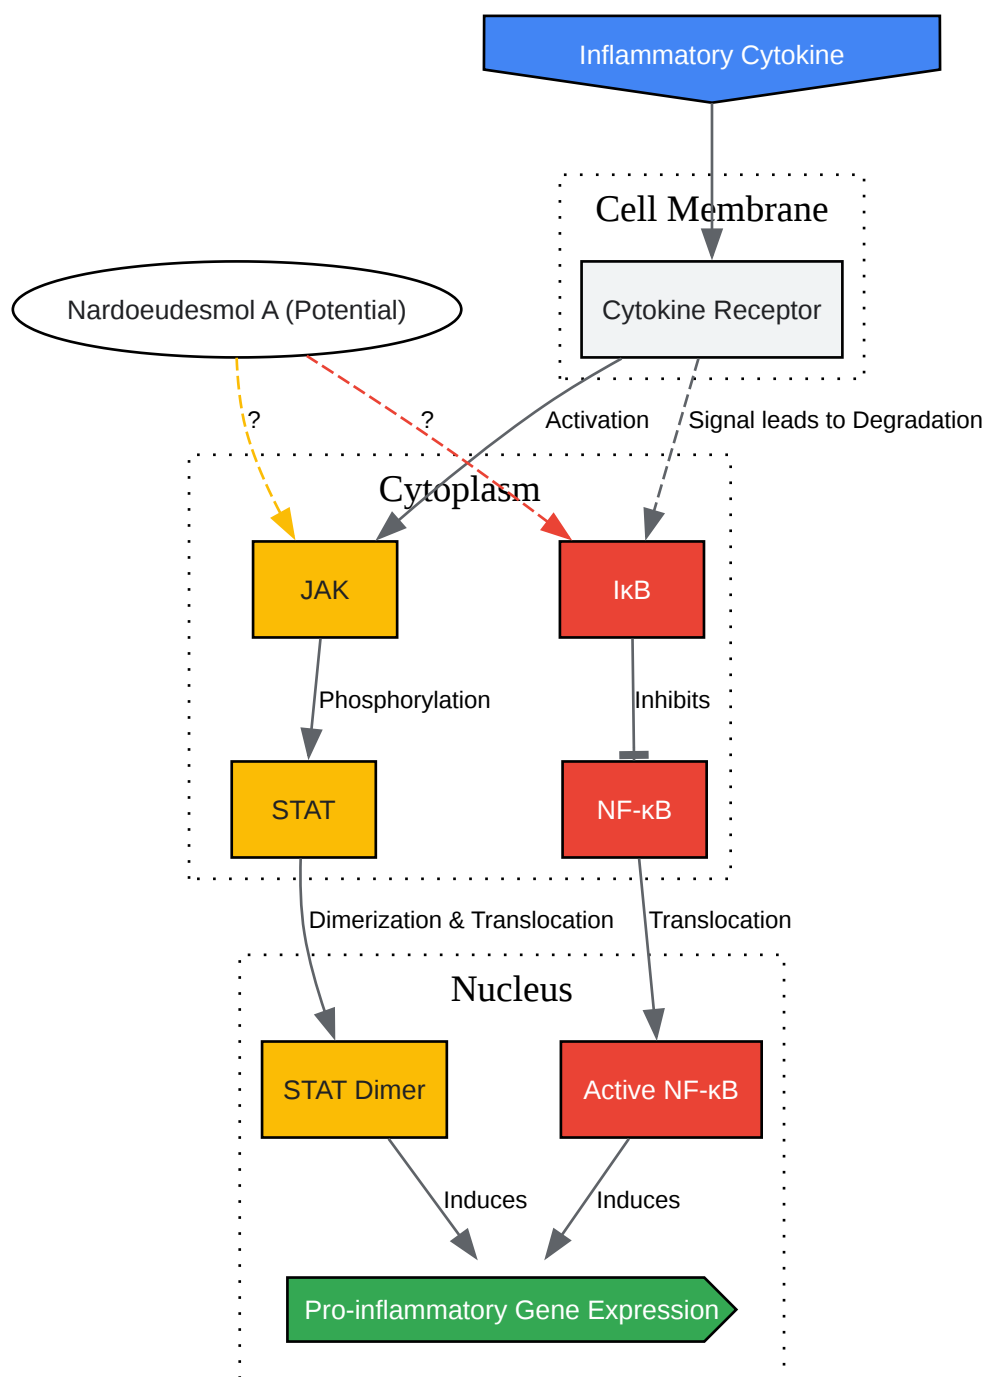 Inflammatory Cytokine
Cell Membrane
Nardoeudesmol A (Potential)
Cytokine Receptor
?
?
Activation
Signal leads to Degradation
Cytoplasm
JAK
IκB
Phosphorylation
Inhibits
STAT
NF-κB
Dimerization & Translocation
Translocation
Nucleus
STAT Dimer
Active NF-κB
Induces
Induces
Pro-inflammatory Gene Expression